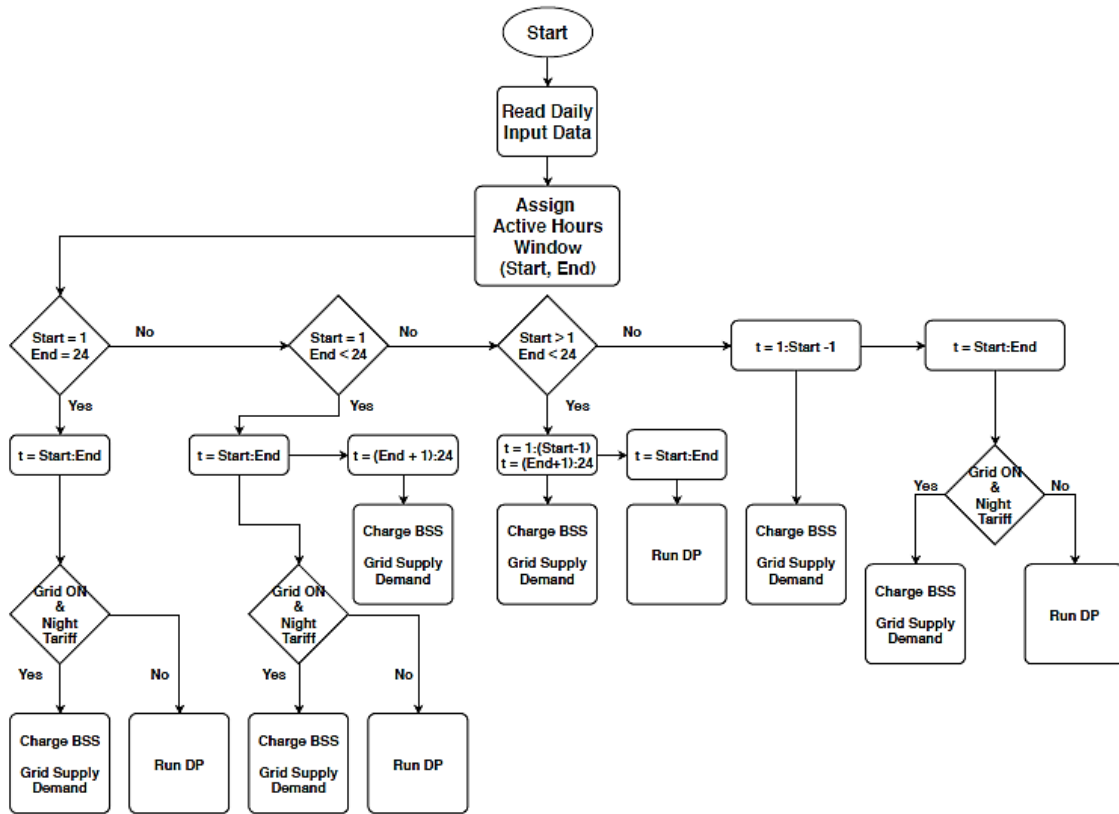 Start
Read Daily
Input Data
Assign
Active Hours
Window
(Start, End)
Start = 1
End = 24
No
Start = 1
End < 24
No
Start > 1
End < 24
No
t = 1:Start -1
t = Start:End
Yes
Yes
Yes
t = Start:End
t = Start:End
t = (End + 1):24
t = 1:(Start-1)
t = (End+1):24
t = Start:End
Grid ON
&
Night
Tariff
Yes
No
Charge BSS
Grid Supply
Demand
Charge BSS
Grid Supply
Demand
Run DP
Charge BSS
Grid Supply
Demand
Charge BSS
Grid Supply
Demand
Run DP
Grid ON
&
Night
Tariff
Yes
No
Grid ON
&
Night
Tariff
Yes
No
Charge BSS
Grid Supply
Demand
Run DP
Charge BSS
Grid Supply
Demand
Run DP